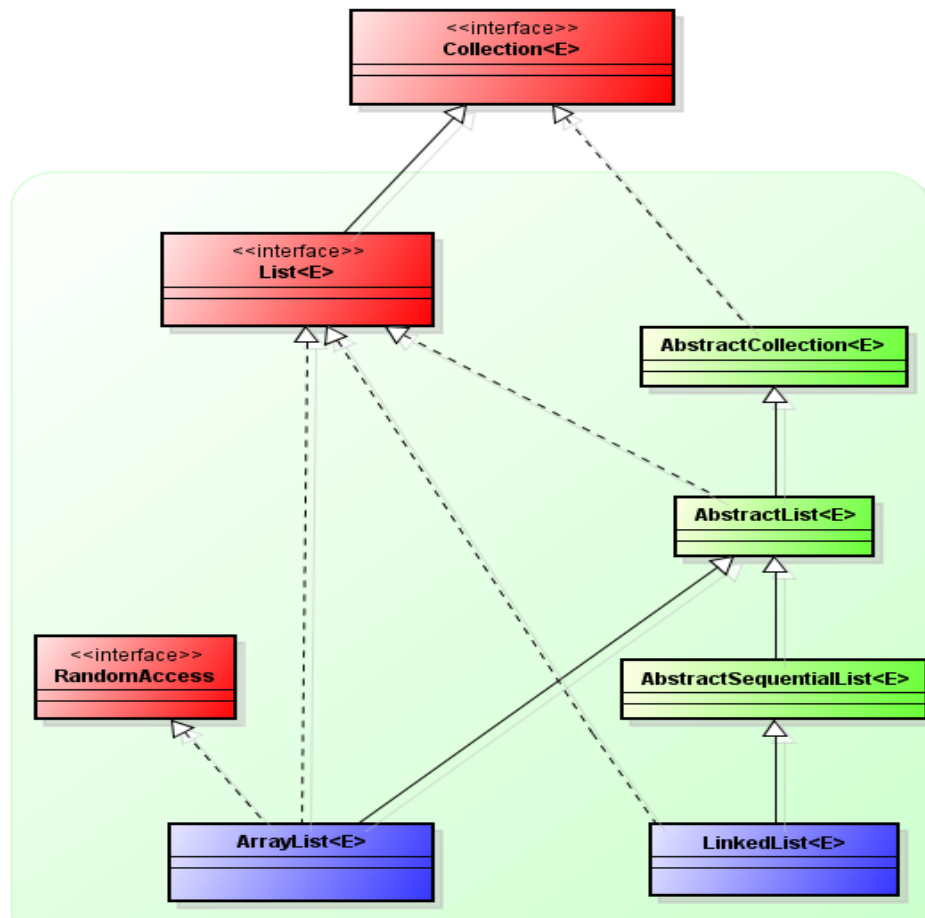 <<interface>>
Collection<E>
<<interface>>
List<E>
AbstractCollection<E>
AbstractList<E>
<<interface>>
RandomAccess
AbstractSequentialList<E>
ArrayList<E>
LinkedList<E>